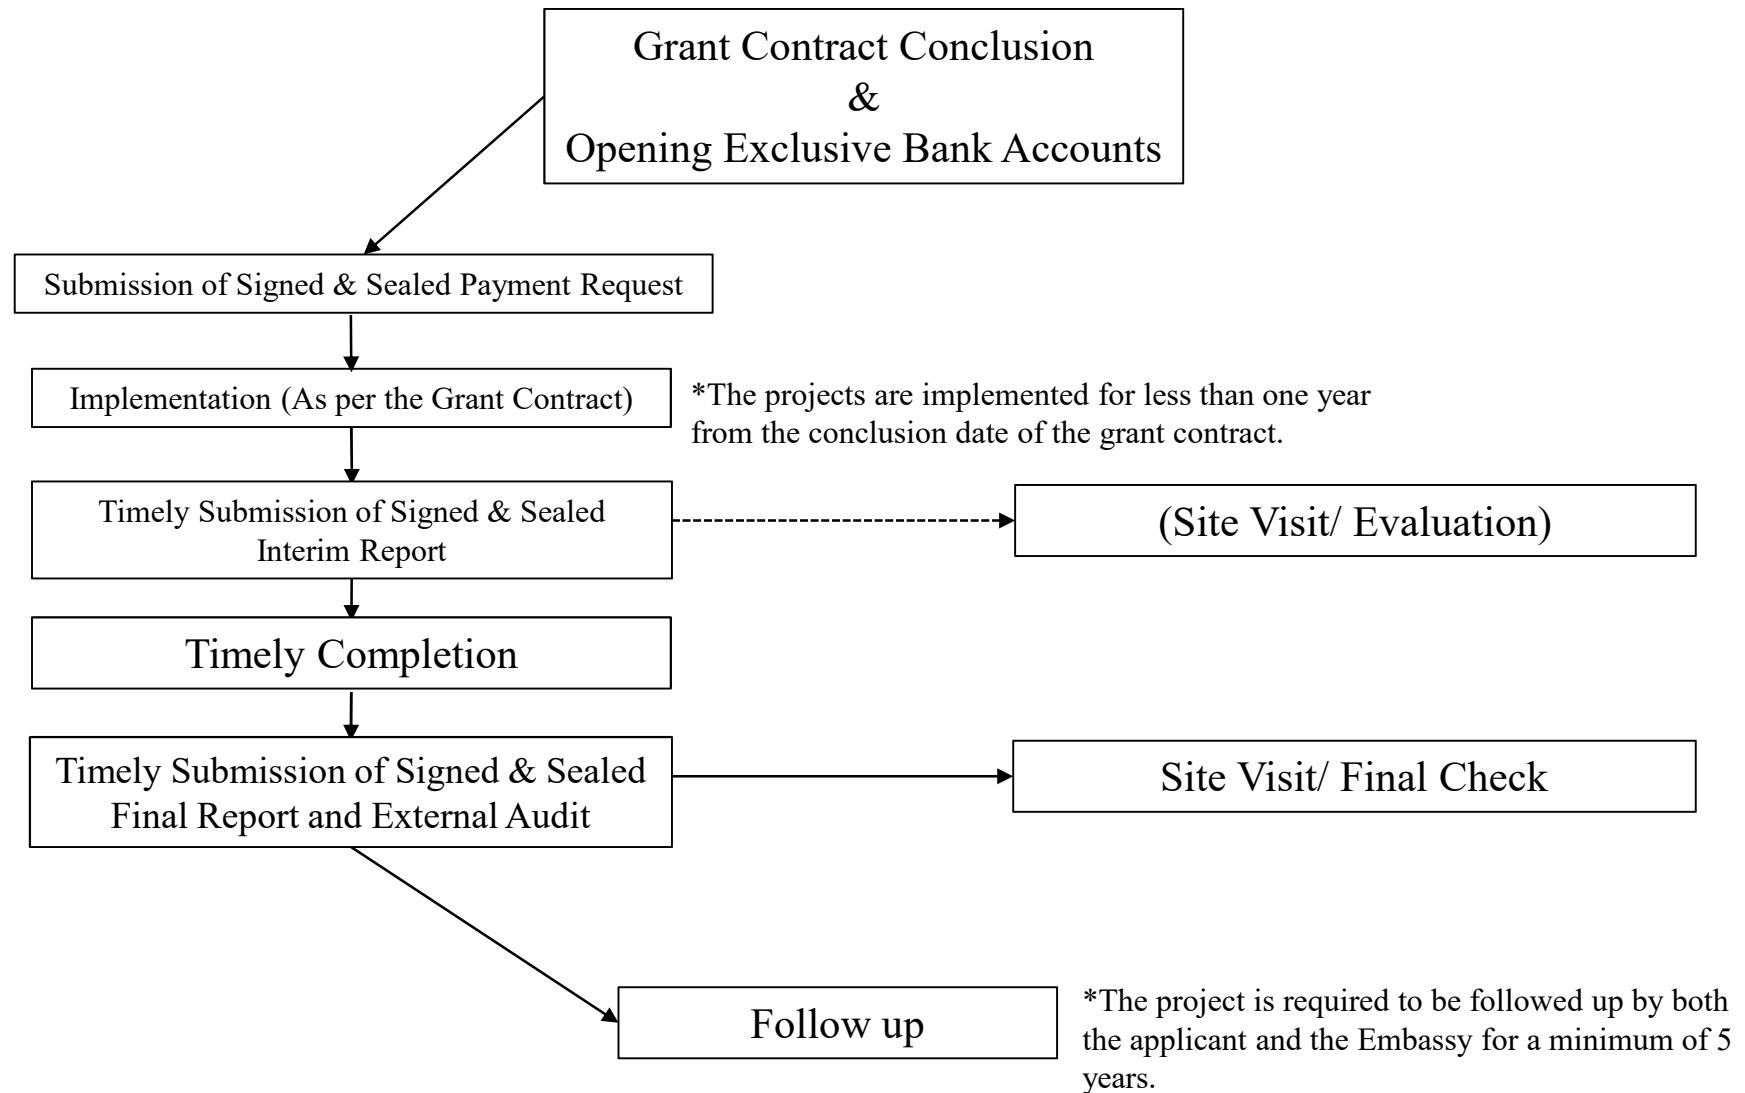 Grant Contract Conclusion
&
Opening Exclusive Bank Accounts
Submission of Signed & Sealed Payment Request
Implementation (As per the Grant Contract)
*The projects are implemented for less than one year
from the conclusion date of the grant contract.
Timely Submission of Signed & Sealed
Interim Report
(Site Visit/ Evaluation)
Timely Completion
Timely Submission of Signed & Sealed
Final Report and External Audit
Site Visit/ Final Check
Follow up
*The project is required to be followed up by both
the applicant and the Embassy for a minimum of 5
years.